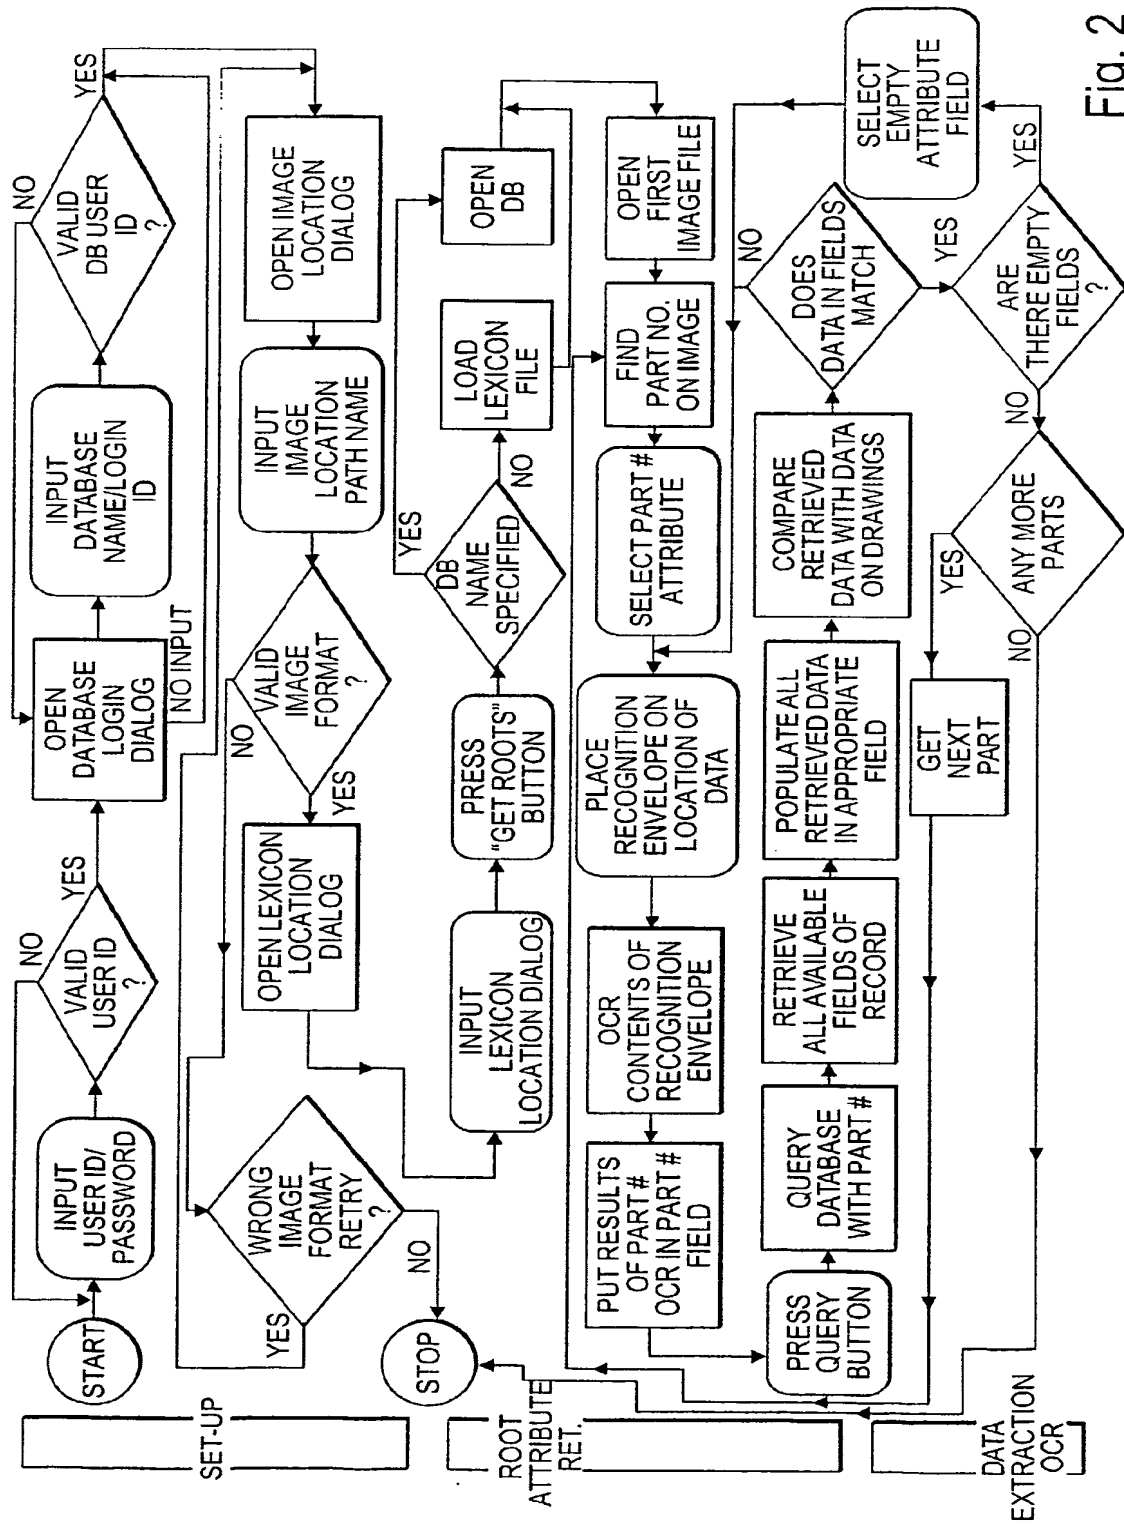 START
INPUT
USER ID/
PASSWORD
VALID
USER ID
?
NO
YES
OPEN
DATABASE
LOGIN
DIALOG
NO INPUT
INPUT
DATABASE
NAME/LOGIN
ID
VALID
DB USER
ID
?
NO
YES
OPEN IMAGE
LOCATION
DIALOG
INPUT
IMAGE
LOCATION
PATH NAME
VALID
IMAGE
FORMAT
?
NO
YES
WRONG
IMAGE
FORMAT
RETRY
?
YES
NO
STOP
OPEN LEXICON
LOCATION
DIALOG
INPUT
LEXICON
LOCATION DIALOG
PRESS
"GET ROOTS"
BUTTON
DB
NAME
SPECIFIED
YES
NO
LOAD
LEXICON
FILE
OPEN
DB
OPEN
FIRST
IMAGE FILE
FIND
PART NO.
ON IMAGE
SELECT PART #
ATTRIBUTE
PLACE
RECOGNITION
ENVELOPE ON
LOCATION OF
DATA
OCR
CONTENTS OF
RECOGNITION
ENVELOPE
PUT RESULTS
OF PART #
OCR IN PART #
FIELD
PRESS
QUERY
BUTTON
QUERY
DATABASE
WITH PART #
RETRIEVE
ALL AVAILABLE
FIELDS OF
RECORD
POPULATE ALL
RETRIEVED DATA
IN APPROPRIATE
FIELD
COMPARE
RETRIEVED
DATA WITH DATA
ON DRAWINGS
DOES
DATA IN FIELDS
MATCH
NO
YES
SELECT
EMPTY
ATTRIBUTE
FIELD
ARE
THERE EMPTY
FIELDS
?
YES
NO
ANY MORE
PARTS
YES
NO
GET
NEXT
PART
SET-UP
ROOT
ATTRIBUTE
RET.
DATA
EXTRACTION
OCR
Fig. 2